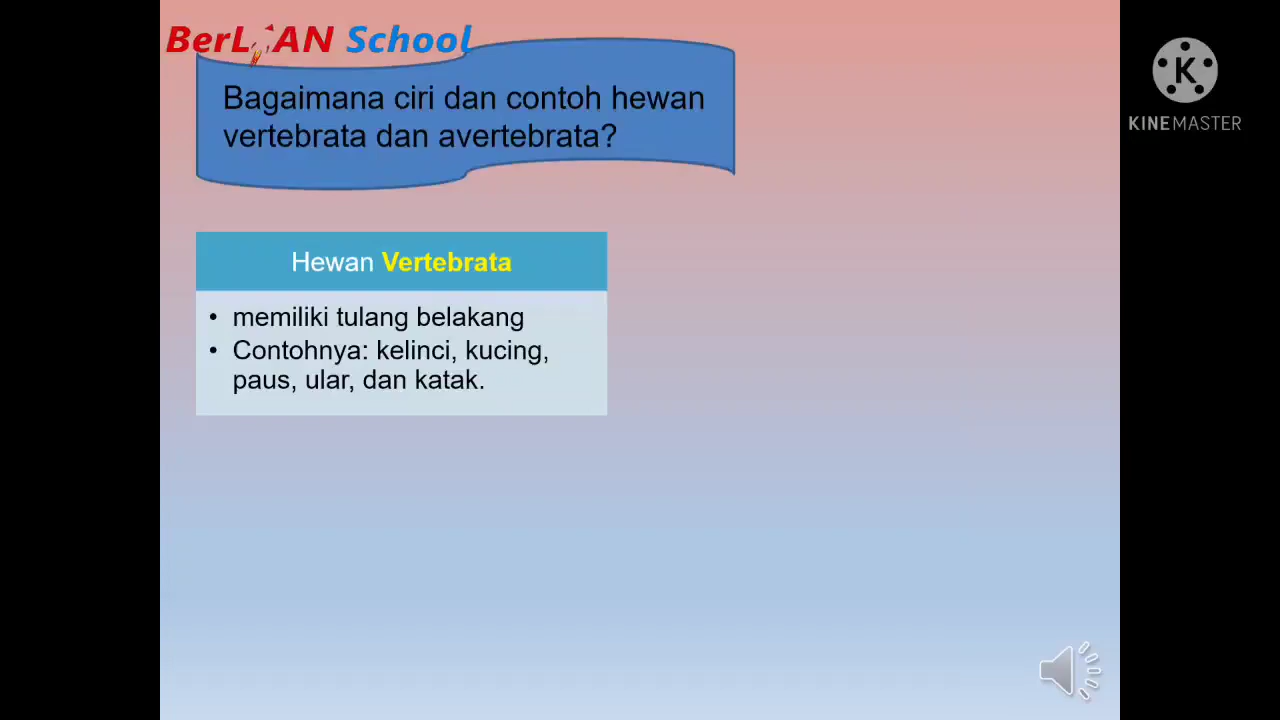 BerLIAN School
Bagaimana ciri dan contoh hewan
vertebrata dan avertebrata?
Hewan Vertebrata
• memiliki tulang belakang
• Contohnya: kelinci, kucing,
paus, ular, dan katak.
K
KINEMASTER